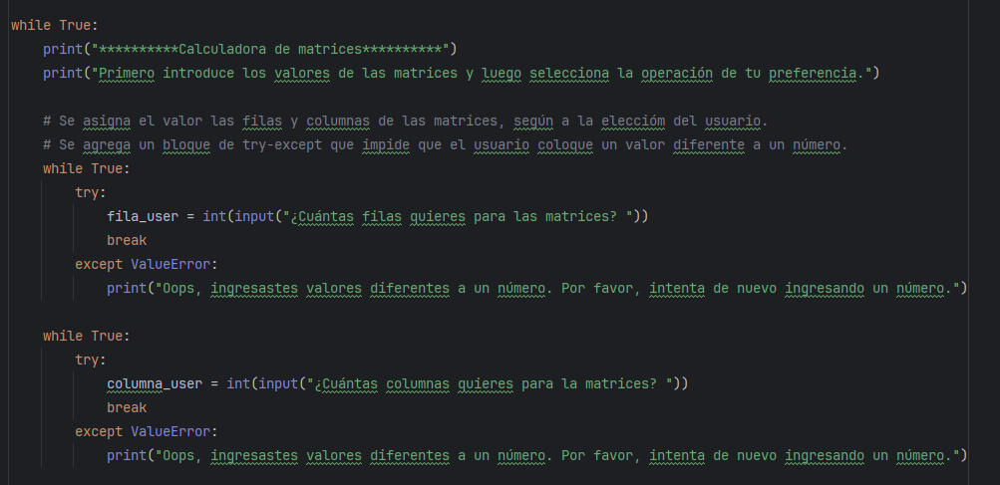 while True:
print("**********Calculadora de matrices**********")
print("Primero introduce los valores de las matrices y luego selecciona la operación de tu preferencia.")
# Se asigna el valor las filas y columnas de las matrices, según a la eleccióm del usuario.
# Se agrega un bloque de try-except que impide que el usuario coloque un valor diferente a un número.
while True:
try:
fila_user = int(input("¿Cuántas filas quieres para las matrices? "))
break
except ValueError:
print("Oops, ingresastes valores diferentes a un número. Por favor, intenta de nuevo ingresando un número.")
while True:
try:
columna_user = int(input("¿Cuántas columnas quieres para la matrices? "))
break
except ValueError:
print("Oops, ingresastes valores diferentes a un número. Por favor, intenta de nuevo ingresando un número.")